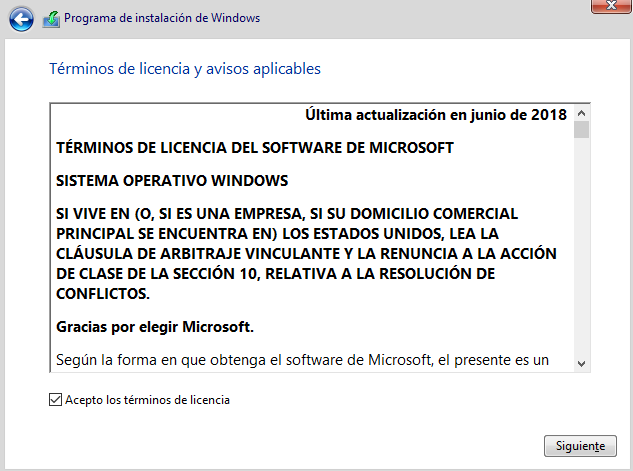 Programa de instalación de Windows
Términos de licencia y avisos aplicables
Última actualización en junio de 2018
TÉRMINOS DE LICENCIA DEL SOFTWARE DE MICROSOFT
SISTEMA OPERATIVO WINDOWS
SI VIVE EN (O, SI ES UNA EMPRESA, SI SU DOMICILIO COMERCIAL
PRINCIPAL SE ENCUENTRA EN) LOS ESTADOS UNIDOS, LEA LA
CLÁUSULA DE ARBITRAJE VINCULANTE Y LA RENUNCIA A LA ACCIÓN
DE CLASE DE LA SECCIÓN 10, RELATIVA A LA RESOLUCIÓN DE
CONFLICTOS.
Gracias por elegir Microsoft.
Según la forma en que obtenga el software de Microsoft, el presente es un
Acepto los términos de licencia
Siguiente